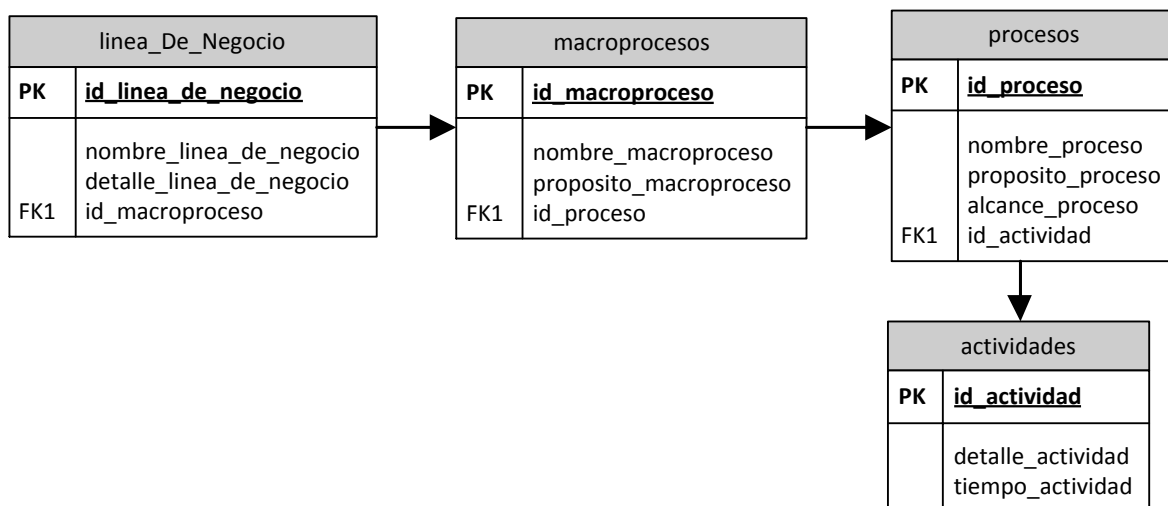 linea_De_Negocio
PK id_linea_de_negocio
nombre_linea_de_negocio
detalle_linea_de_negocio
FK1 id_macroproceso
macroprocesos
PK id_macroproceso
nombre_macroproceso
proposito_macroproceso
FK1 id_proceso
procesos
PK id_proceso
nombre_proceso
proposito_proceso
alcance_proceso
FK1 id_actividad
actividades
PK id_actividad
detalle_actividad
tiempo_actividad